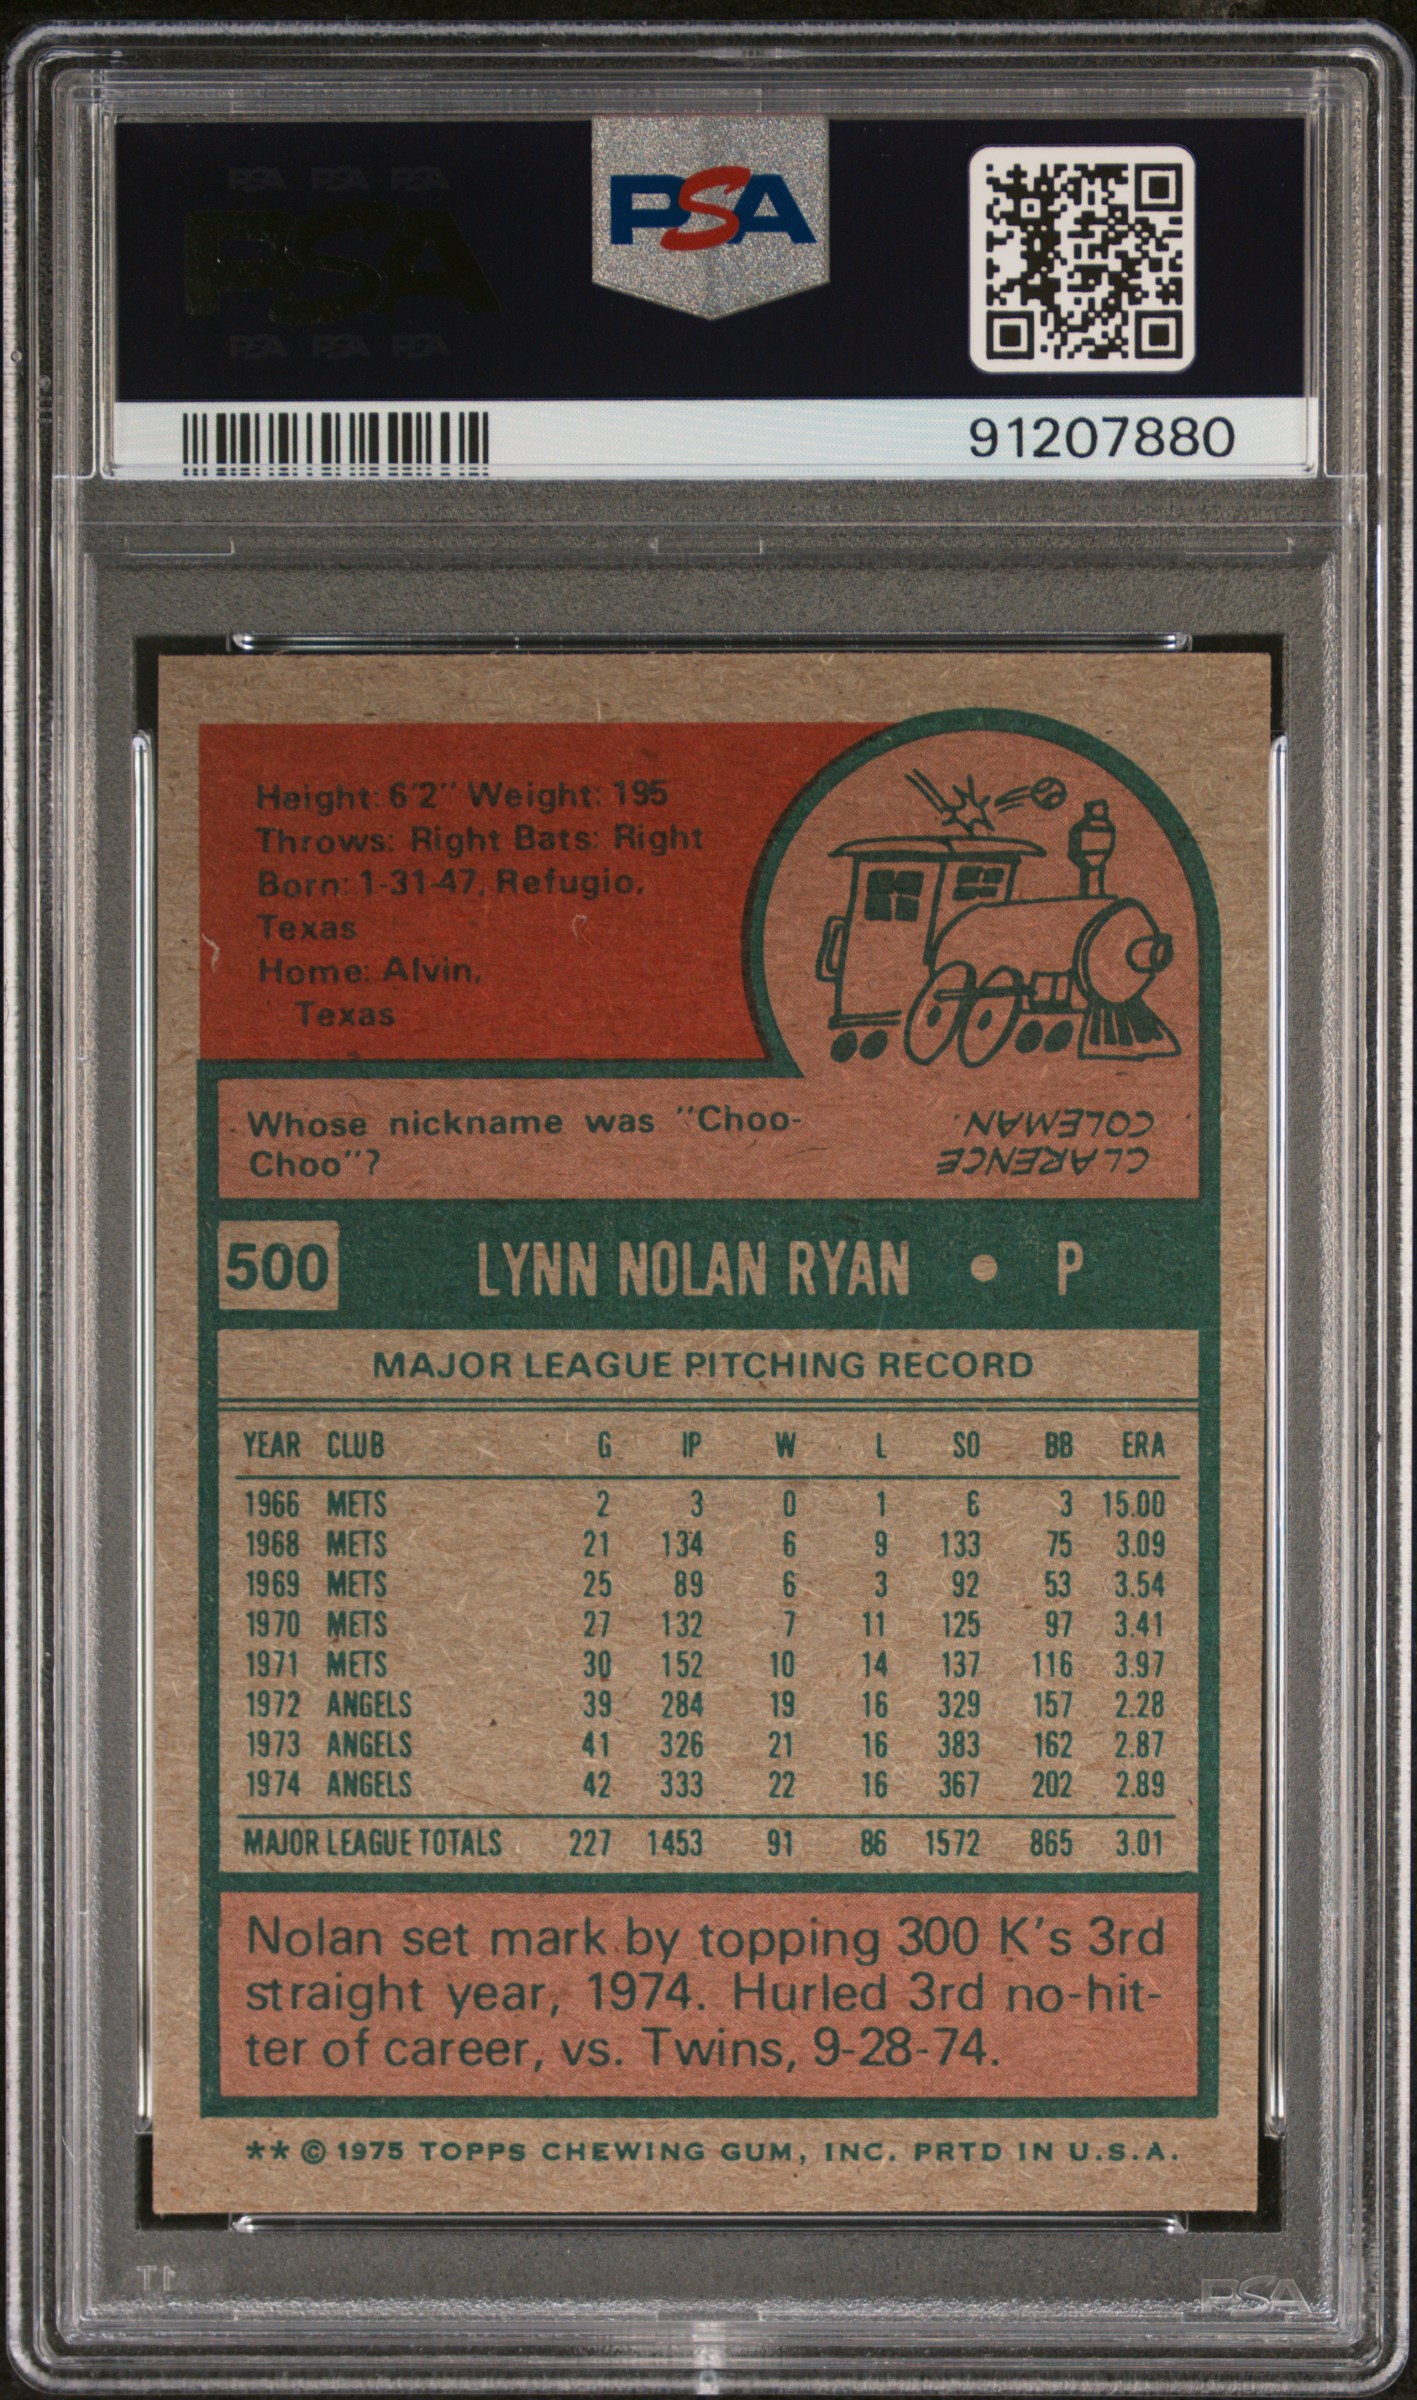 PSA PSA PSA
PSA
PSA PSA PSA
PSA
91207880
Height: 6'2" Weight: 195
Throws: Right Bats: Right
Born: 1-31-47, Refugio,
Texas
Home: Alvin,
Texas
Whose nickname was "Choo-
Choo"?
CLARENCE
COLEMAN.
500 LYNN NOLAN RYAN • P
MAJOR LEAGUE PITCHING RECORD
YEAR CLUB G IP W L SO BB ERA
1966 METS 2 3 0 1 6 3 15.00
1968 METS 21 134 6 9 133 75 3.09
1969 METS 25 89 6 3 92 53 3.54
1970 METS 27 132 7 11 125 97 3.41
1971 METS 30 152 10 14 137 116 3.97
1972 ANGELS 39 284 19 16 329 157 2.28
1973 ANGELS 41 326 21 16 383 162 2.87
1974 ANGELS 42 333 22 16 367 202 2.89
MAJOR LEAGUE TOTALS 227 1453 91 86 1572 865 3.01
Nolan set mark by topping 300 K's 3rd
straight year, 1974. Hurled 3rd no-hit-
ter of career, vs. Twins, 9-28-74.
** © 1975 TOPPS CHEWING GUM, INC. PRTD IN U.S.A.
PSA